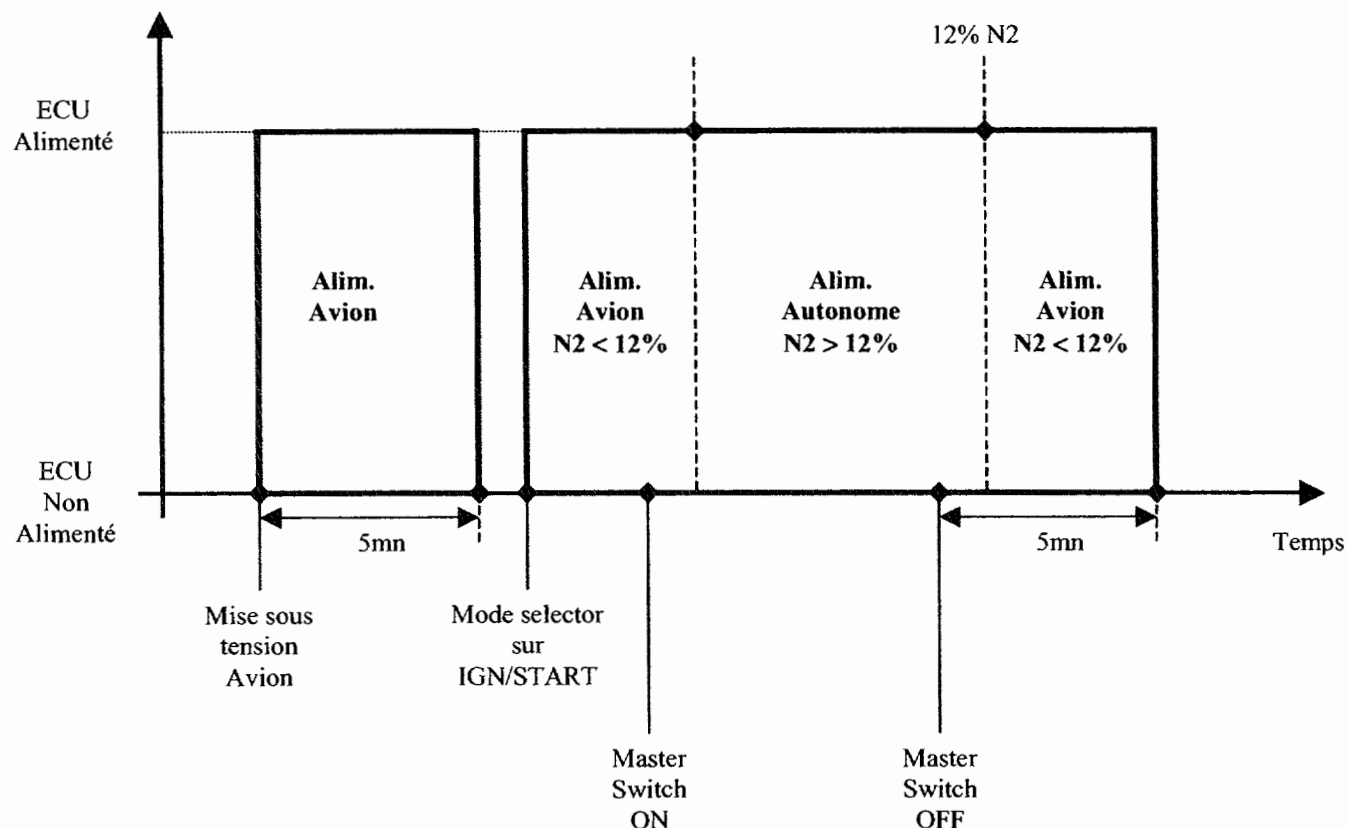 12% N2
ECU
Alimenté
Alim.
Avion
Alim.
Avion
N2 < 12%
Alim.
Autonome
N2 > 12%
Alim.
Avion
N2 < 12%
ECU
Non
Alimenté
5mn
5mn
Temps
Mise sous
tension
Avion
Mode selector
sur
IGN/START
Master
Switch
ON
Master
Switch
OFF